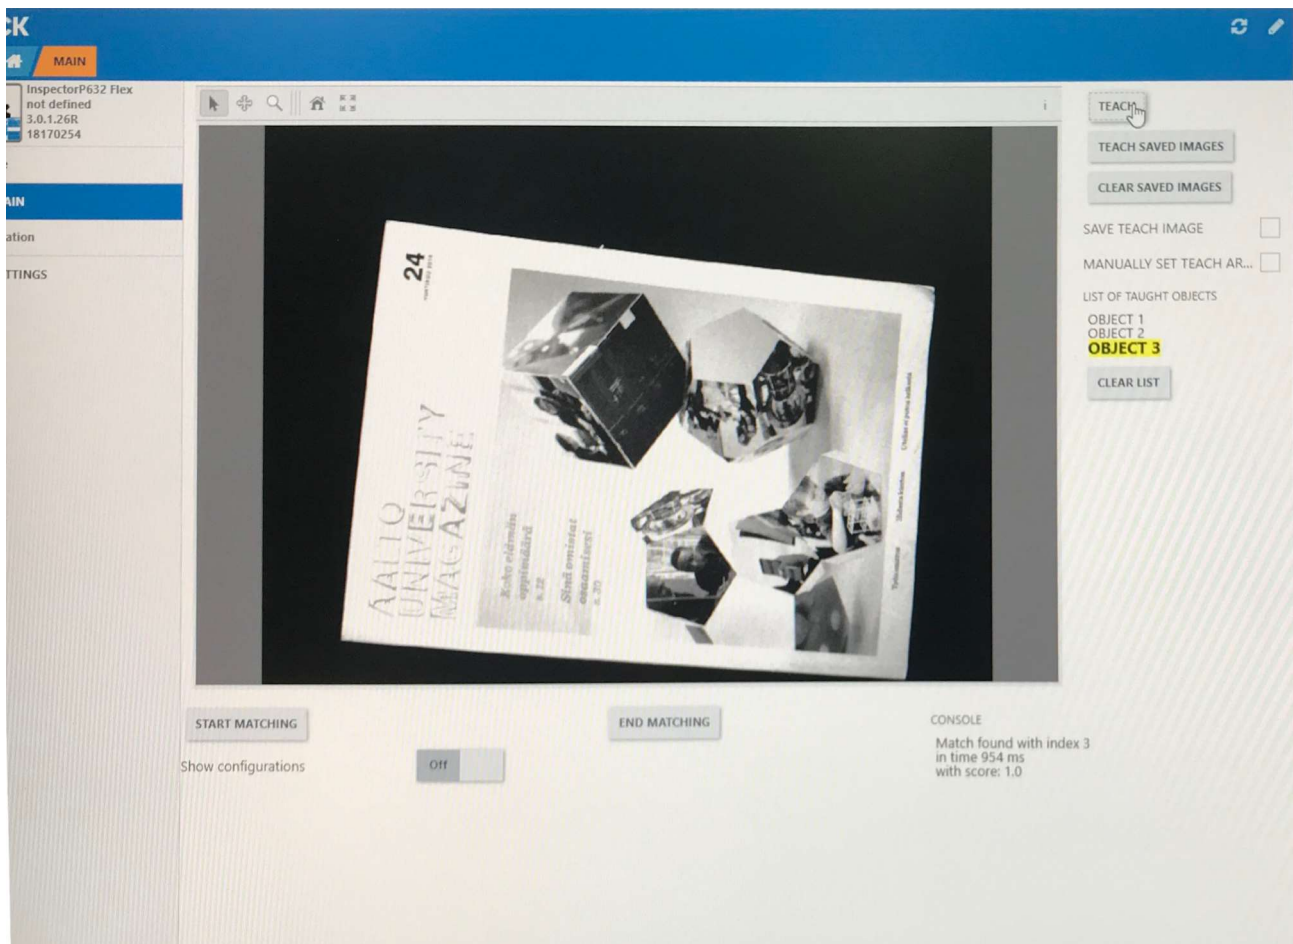 CK
MAIN
InspectorP632 Flex
not defined
3.0.1.26R
18170254
AIN
ation
TTINGS
i
24
AALTO
UNIVERSITY
MAGAZINE
Koko elämän
oppimäärä
s. 12
Sinä omistat
osaamisesi
s. 20
TEACH
TEACH SAVED IMAGES
CLEAR SAVED IMAGES
SAVE TEACH IMAGE
MANUALLY SET TEACH AR...
LIST OF TAUGHT OBJECTS
OBJECT 1
OBJECT 2
OBJECT 3
CLEAR LIST
START MATCHING
END MATCHING
Show configurations
Off
CONSOLE
Match found with index 3
in time 954 ms
with score: 1.0